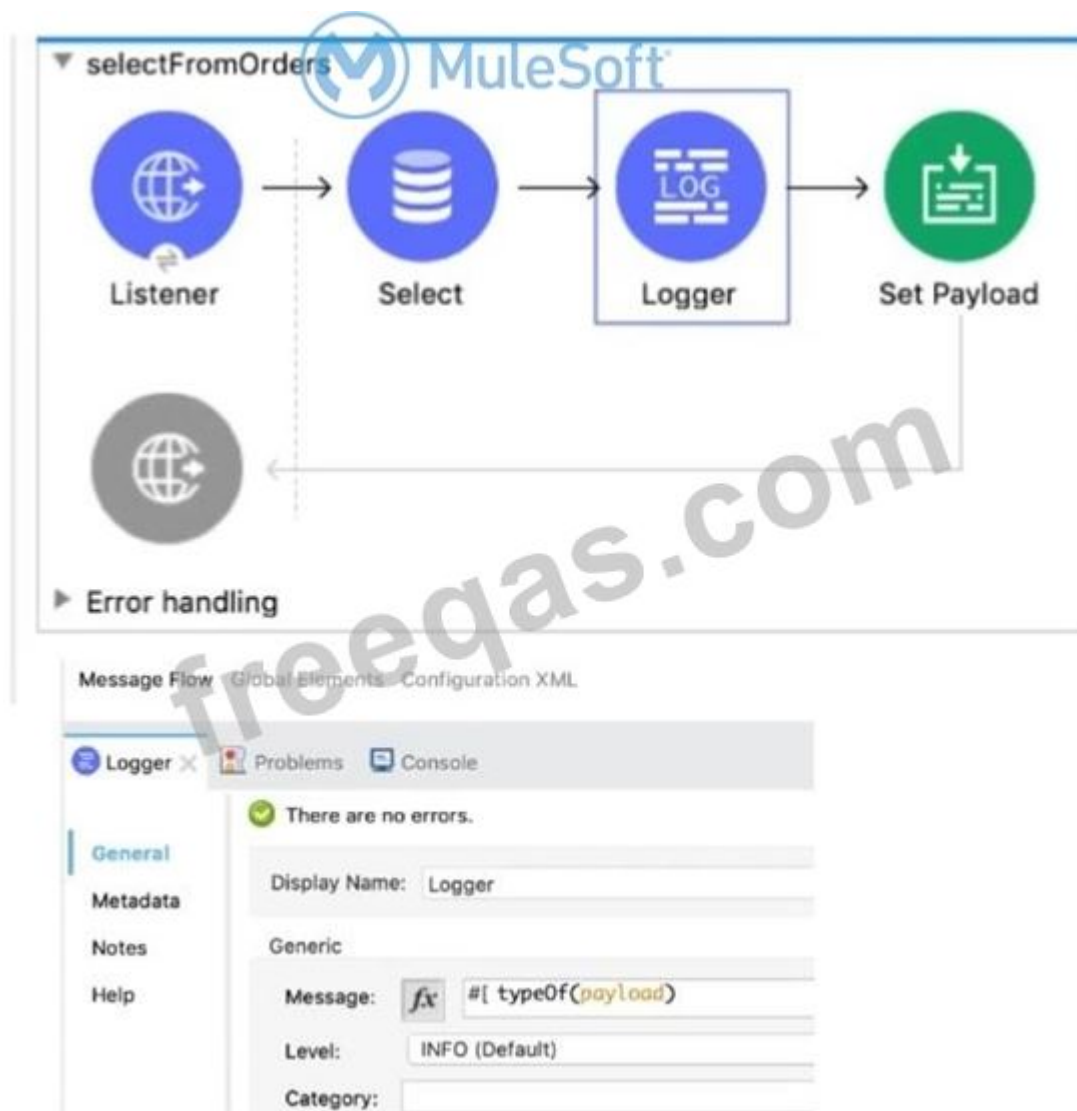 selectFromOrders
MuleSoft
LOG
Listener
Select
Logger
Set Payload
Error handling
freeqas.com
Message Flow Global Elements Configuration XML
Logger Problems Console
There are no errors.
General
Display Name: Logger
Metadata
Notes
Generic
Help
Message: fx #[ typeOf(payload)
Level: INFO (Default)
Category: